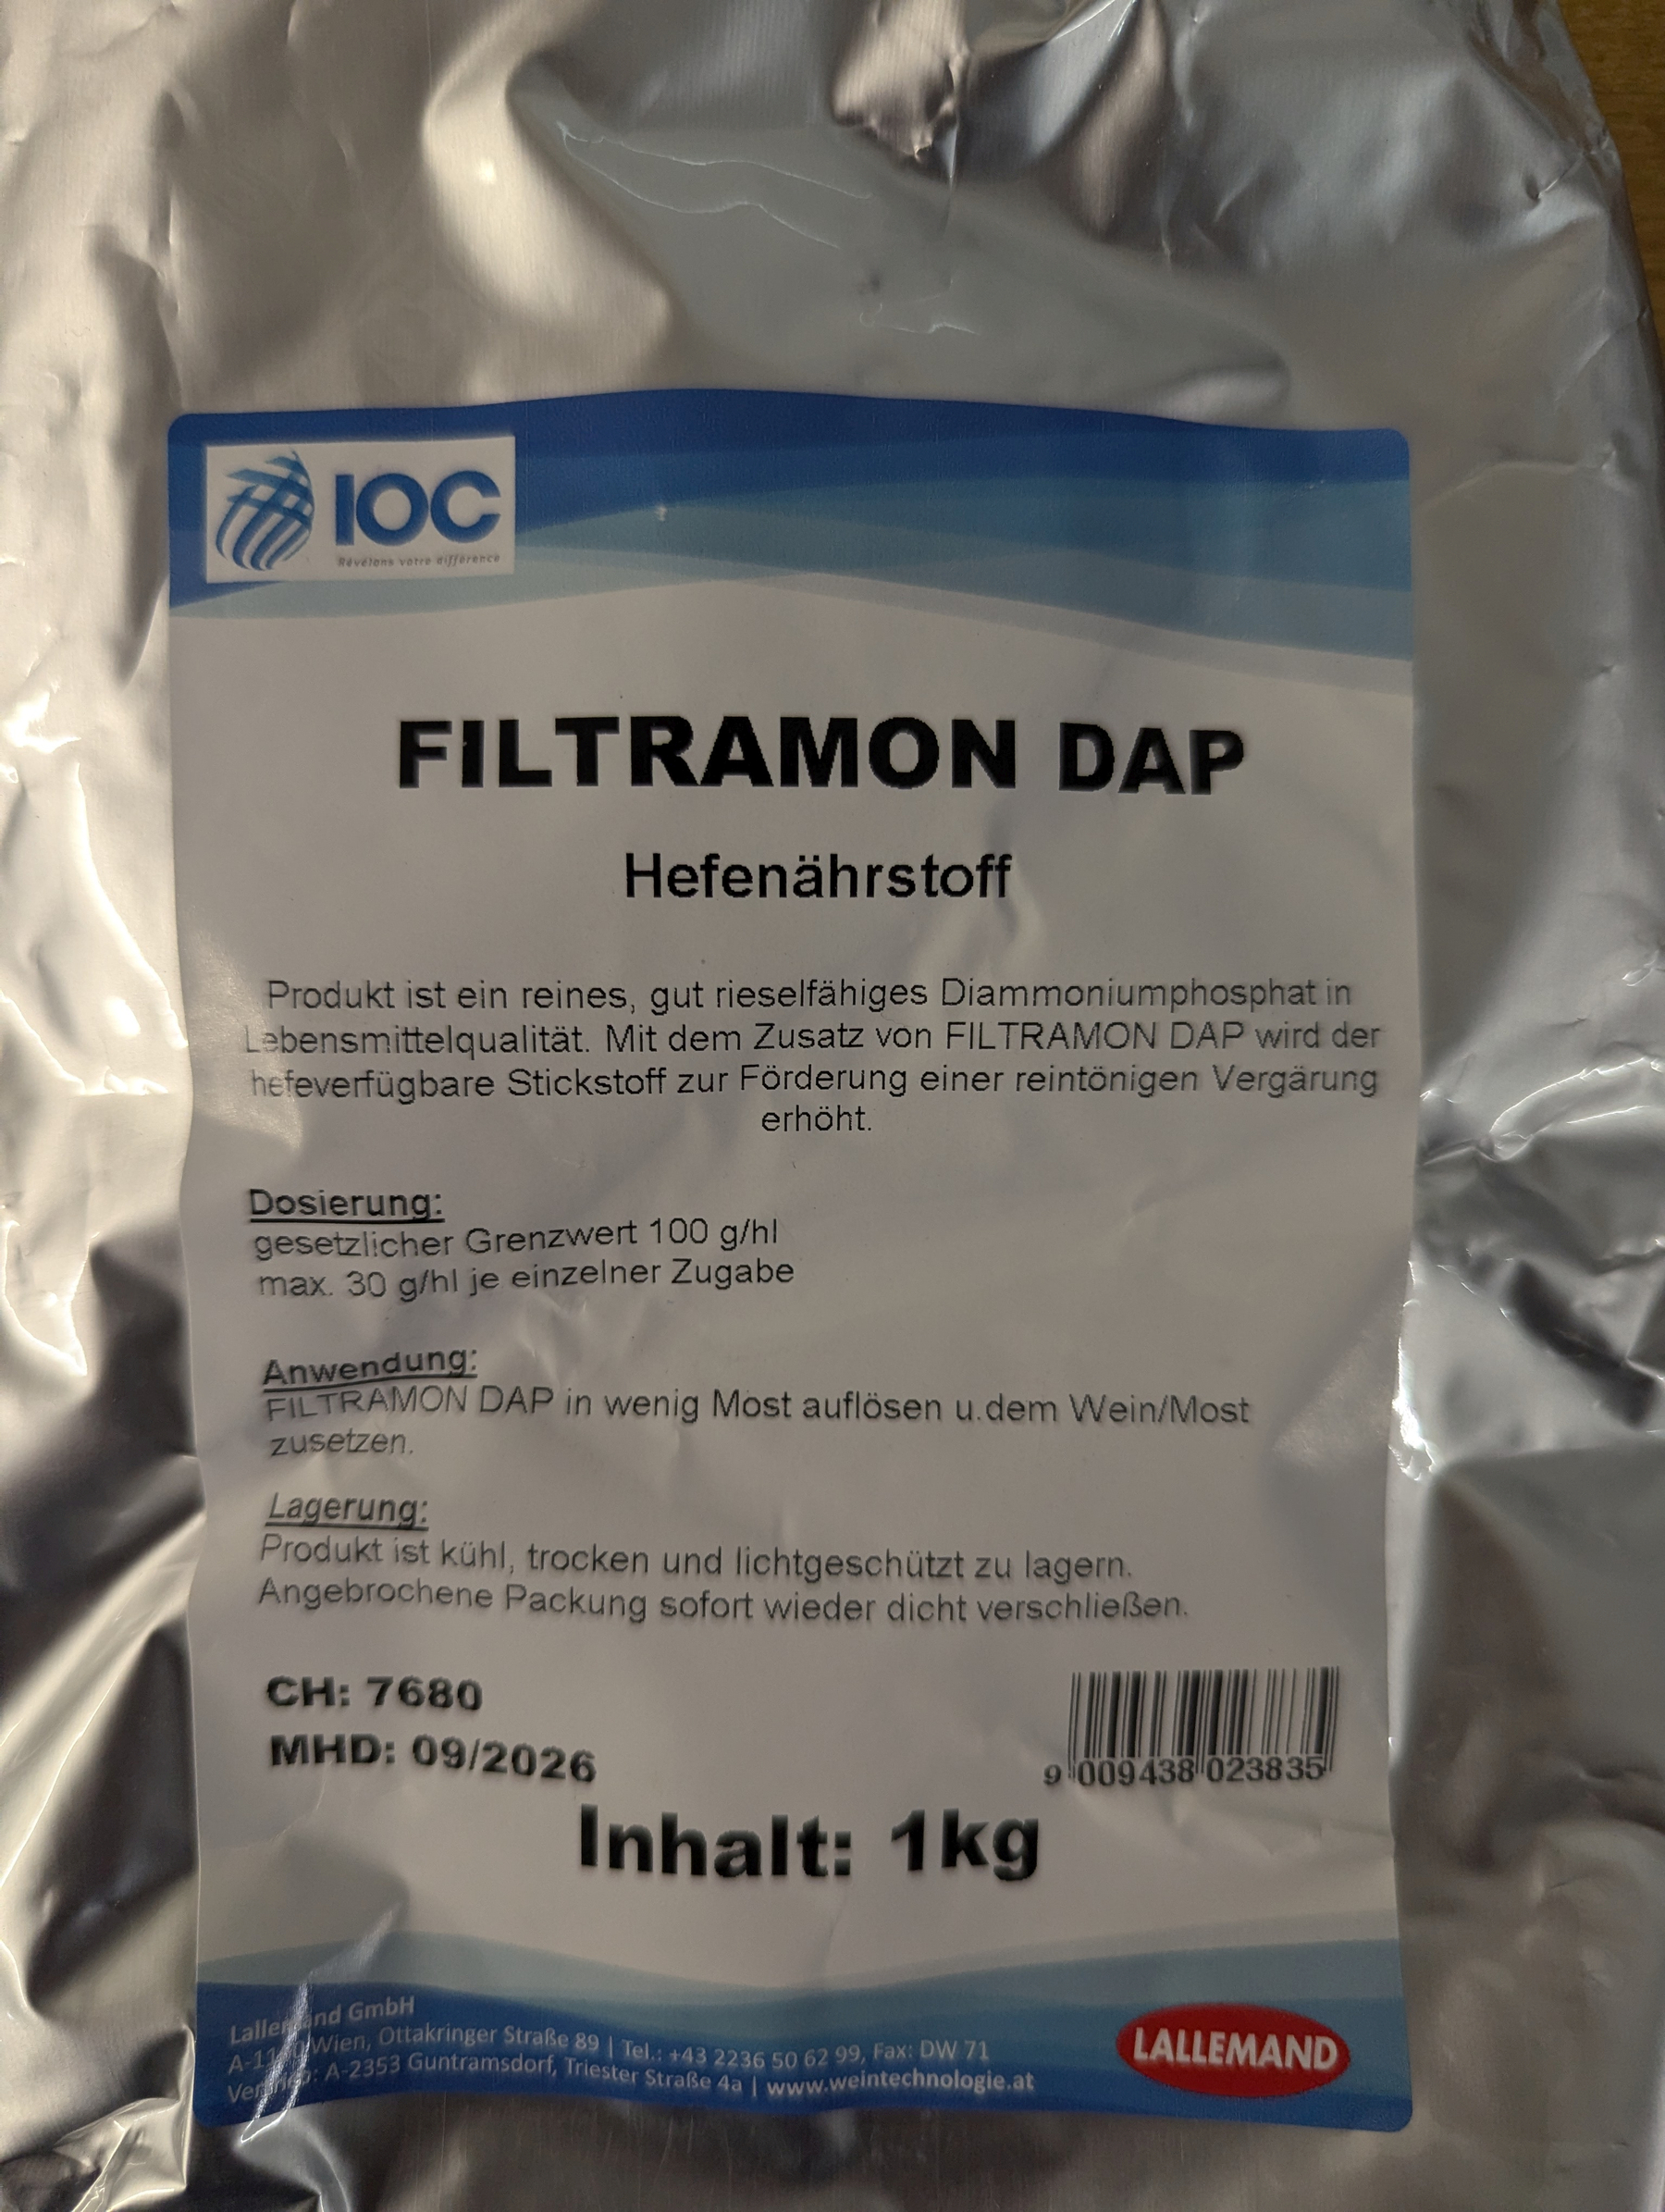 IOC
Révélons votre différence
FILTRAMON DAP
Hefenährstoff
Produkt ist ein reines, gut rieselfähiges Diammoniumphosphat in
Lebensmittelqualität. Mit dem Zusatz von FILTRAMON DAP wird der
hefeverfügbare Stickstoff zur Förderung einer reintönigen Vergärung
erhöht.
Dosierung:
gesetzlicher Grenzwert 100 g/hl
max. 30 g/hl je einzelner Zugabe
Anwendung:
FILTRAMON DAP in wenig Most auflösen u.dem Wein/Most
zusetzen.
Lagerung:
Produkt ist kühl, trocken und lichtgeschützt zu lagern.
Angebrochene Packung sofort wieder dicht verschließen.
CH: 7680
MHD: 09/2026
9 009438 023835
Inhalt: 1kg
Lallemand GmbH
Wien, Ottakringer Straße 89 | Tel.: +43 2236 50 62 99, Fax: DW 71
Vertrieb: A-2353 Guntramsdorf, Triester Straße 4a | www.weintechnologie.at
LALLEMAND